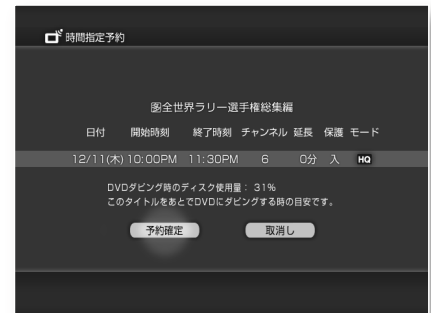 時間指定予約
全世界ラリー選手権総集編
日付 開始時刻 終了時刻 チャンネル 延長 保護 モード
12/11(木) 10:00PM 11:30PM 6 0分 入 HQ
DVDダビング時のディスク使用量： 31%
このタイトルをあとでDVDにダビングする時の目安です。
予約確定 取消し